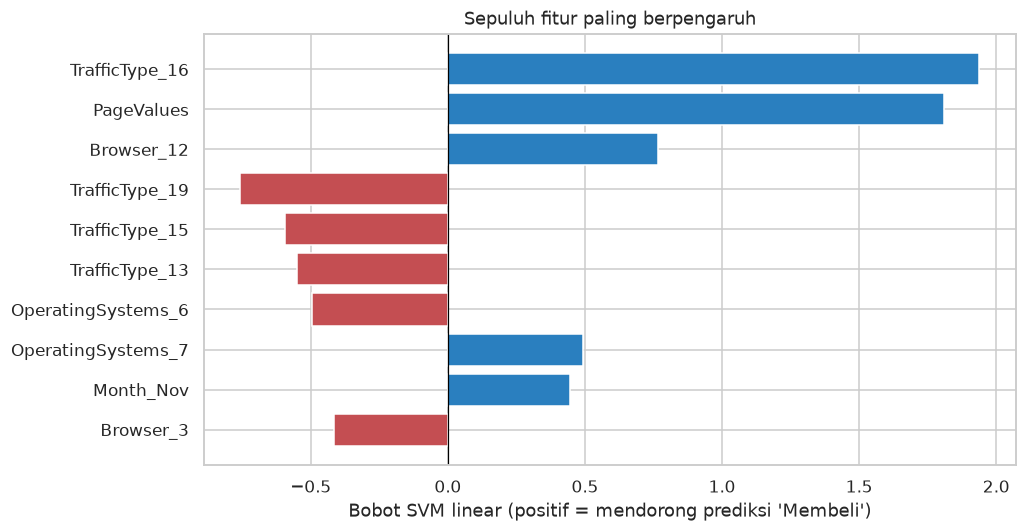 Sepuluh fitur paling berpengaruh
TrafficType_16
PageValues
Browser_12
TrafficType_19
TrafficType_15
TrafficType_13
OperatingSystems_6
OperatingSystems_7
Month_Nov
Browser_3
−0.5 0.0 0.5 1.0 1.5 2.0
Bobot SVM linear (positif = mendorong prediksi 'Membeli')